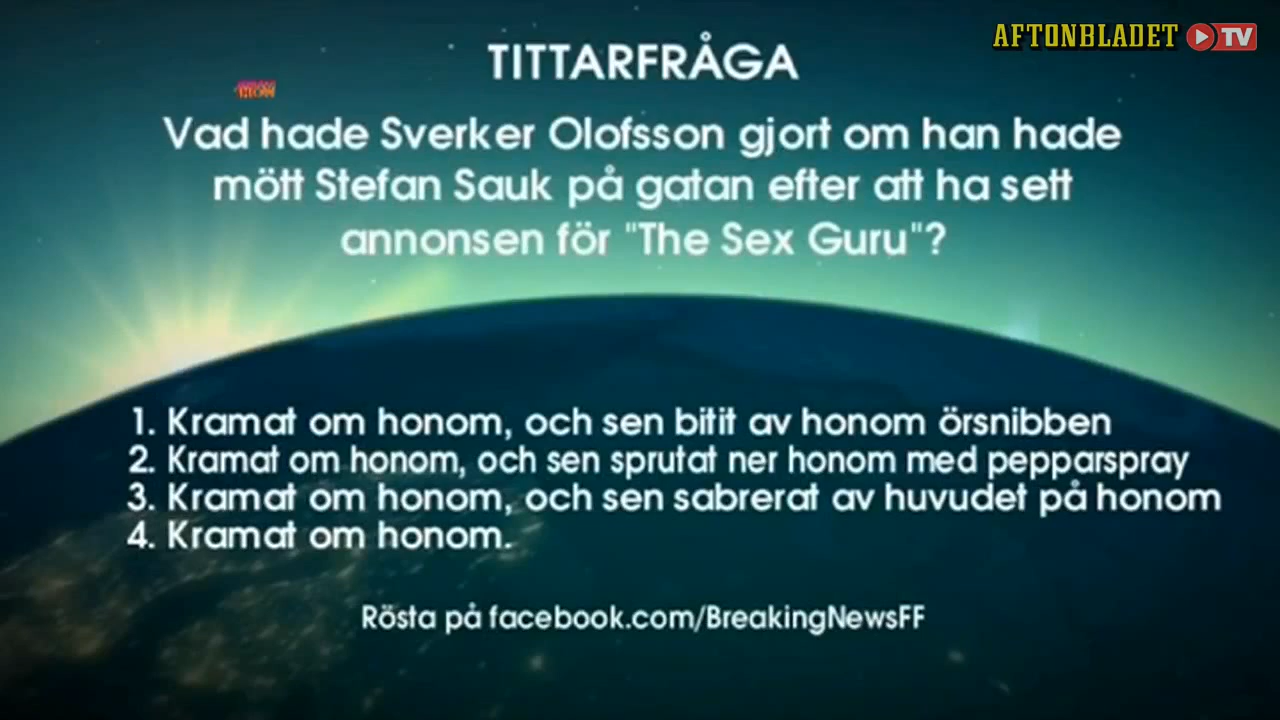 AFTONBLADET TV
TITTARFRÅGA
Vad hade Sverker Olofsson gjort om han hade
mött Stefan Sauk på gatan efter att ha sett
annonsen för "The Sex Guru"?
1. Kramat om honom, och sen bitit av honom örsnibben
2. Kramat om honom, och sen sprutat ner honom med pepparspray
3. Kramat om honom, och sen sabrerat av huvudet på honom
4. Kramat om honom.
Rösta på facebook.com/BreakingNewsFF